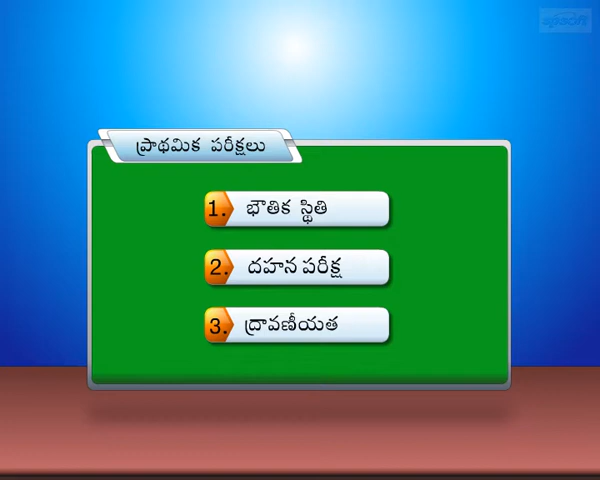 ప్రాథమిక పరీక్షలు
1. భౌతిక స్థితి
2. దహన పరీక్ష
3. ద్రావణీయత